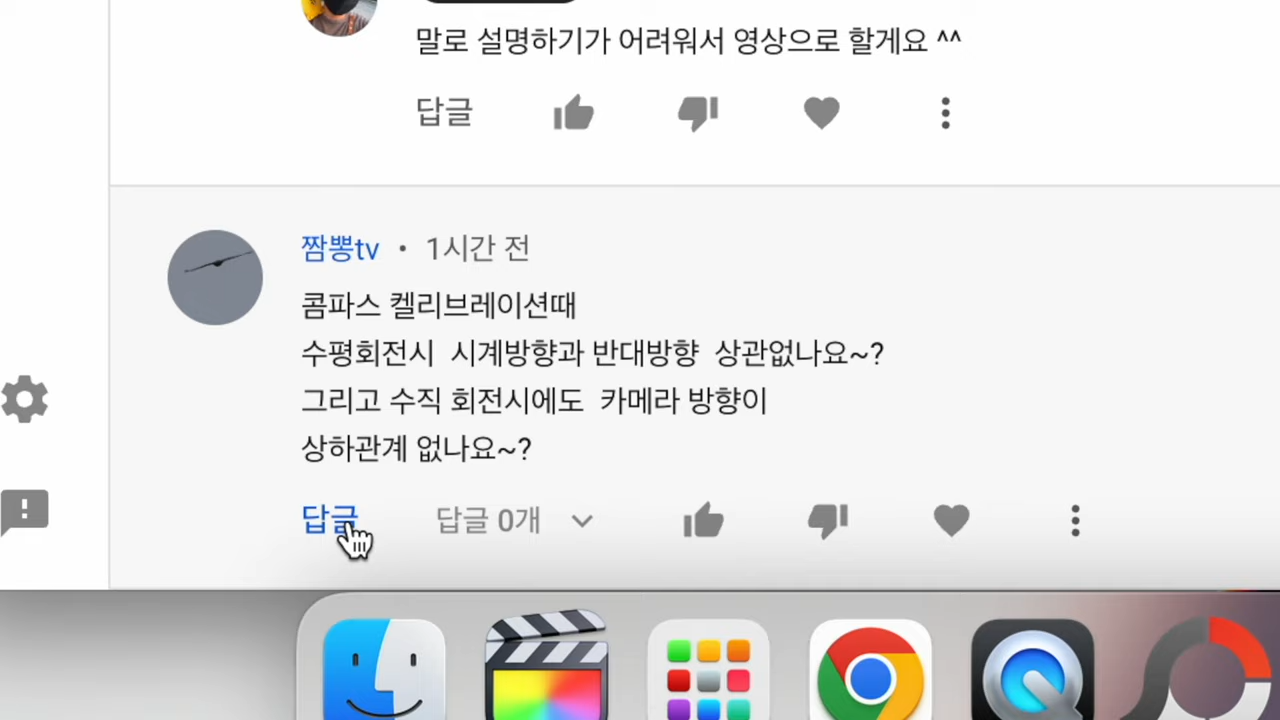 말로 설명하기가 어려워서 영상으로 할게요 ^^
답글
짬뽕tv • 1시간 전
콤파스 켈리브레이션때
수평회전시 시계방향과 반대방향 상관없나요~?
그리고 수직 회전시에도 카메라 방향이
상하관계 없나요~?
답글 답글 0개